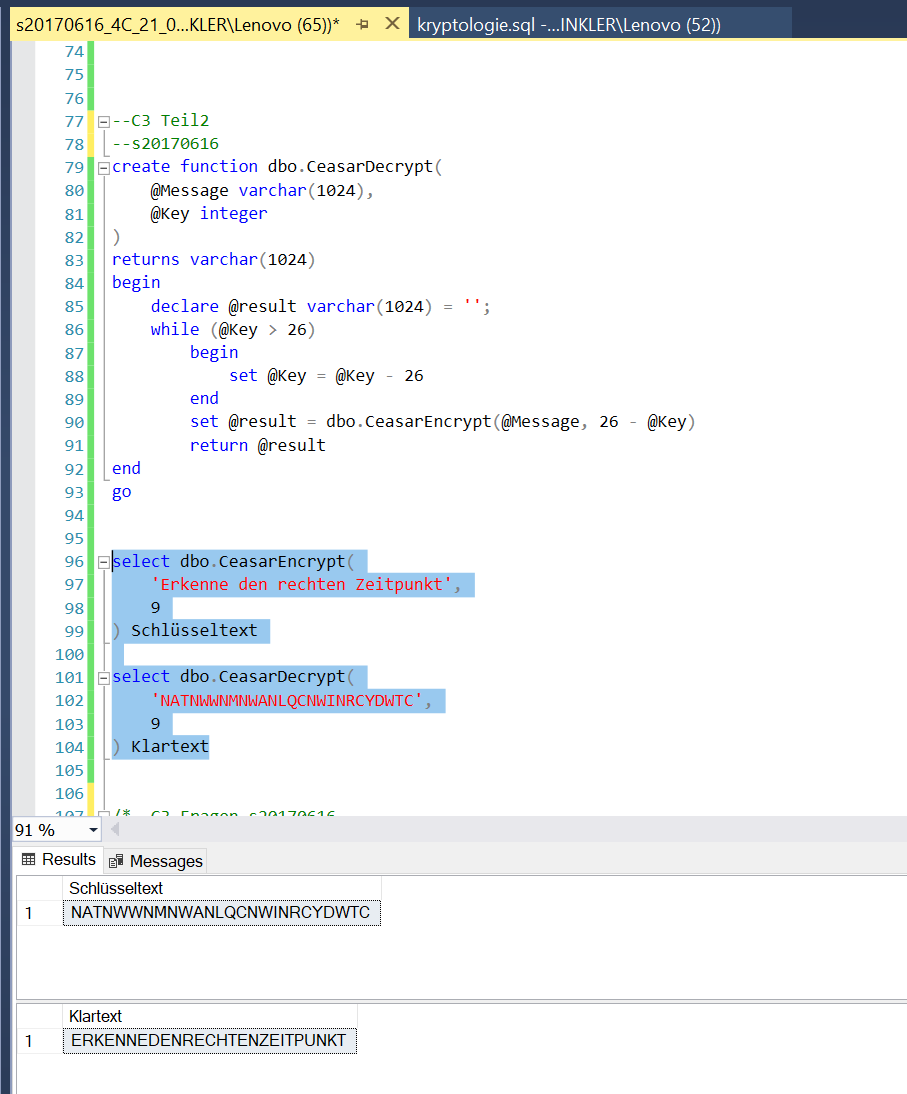 s20170616_4C_21_0...KLER\Lenovo (65))* kryptologie.sql -...INKLER\Lenovo (52))
74
75
76
77 --C3 Teil2
78 --s20170616
79 create function dbo.CeasarDecrypt(
80 @Message varchar(1024),
81 @Key integer
82 )
83 returns varchar(1024)
84 begin
85 declare @result varchar(1024) = '';
86 while (@Key > 26)
87 begin
88 set @Key = @Key - 26
89 end
90 set @result = dbo.CeasarEncrypt(@Message, 26 - @Key)
91 return @result
92 end
93 go
94
95
96 select dbo.CeasarEncrypt(
97 'Erkenne den rechten Zeitpunkt',
98 9
99 ) Schlüsseltext
100
101 select dbo.CeasarDecrypt(
102 'NATNWWNMNWANLQCNWINRCYDWTC',
103 9
104 ) Klartext
105
106
107 /* C3 Fragen s20170616
91 %
Results Messages
Schlüsseltext
1 NATNWWNMNWANLQCNWINRCYDWTC
Klartext
1 ERKENNEDENRECHTENZEITPUNKT